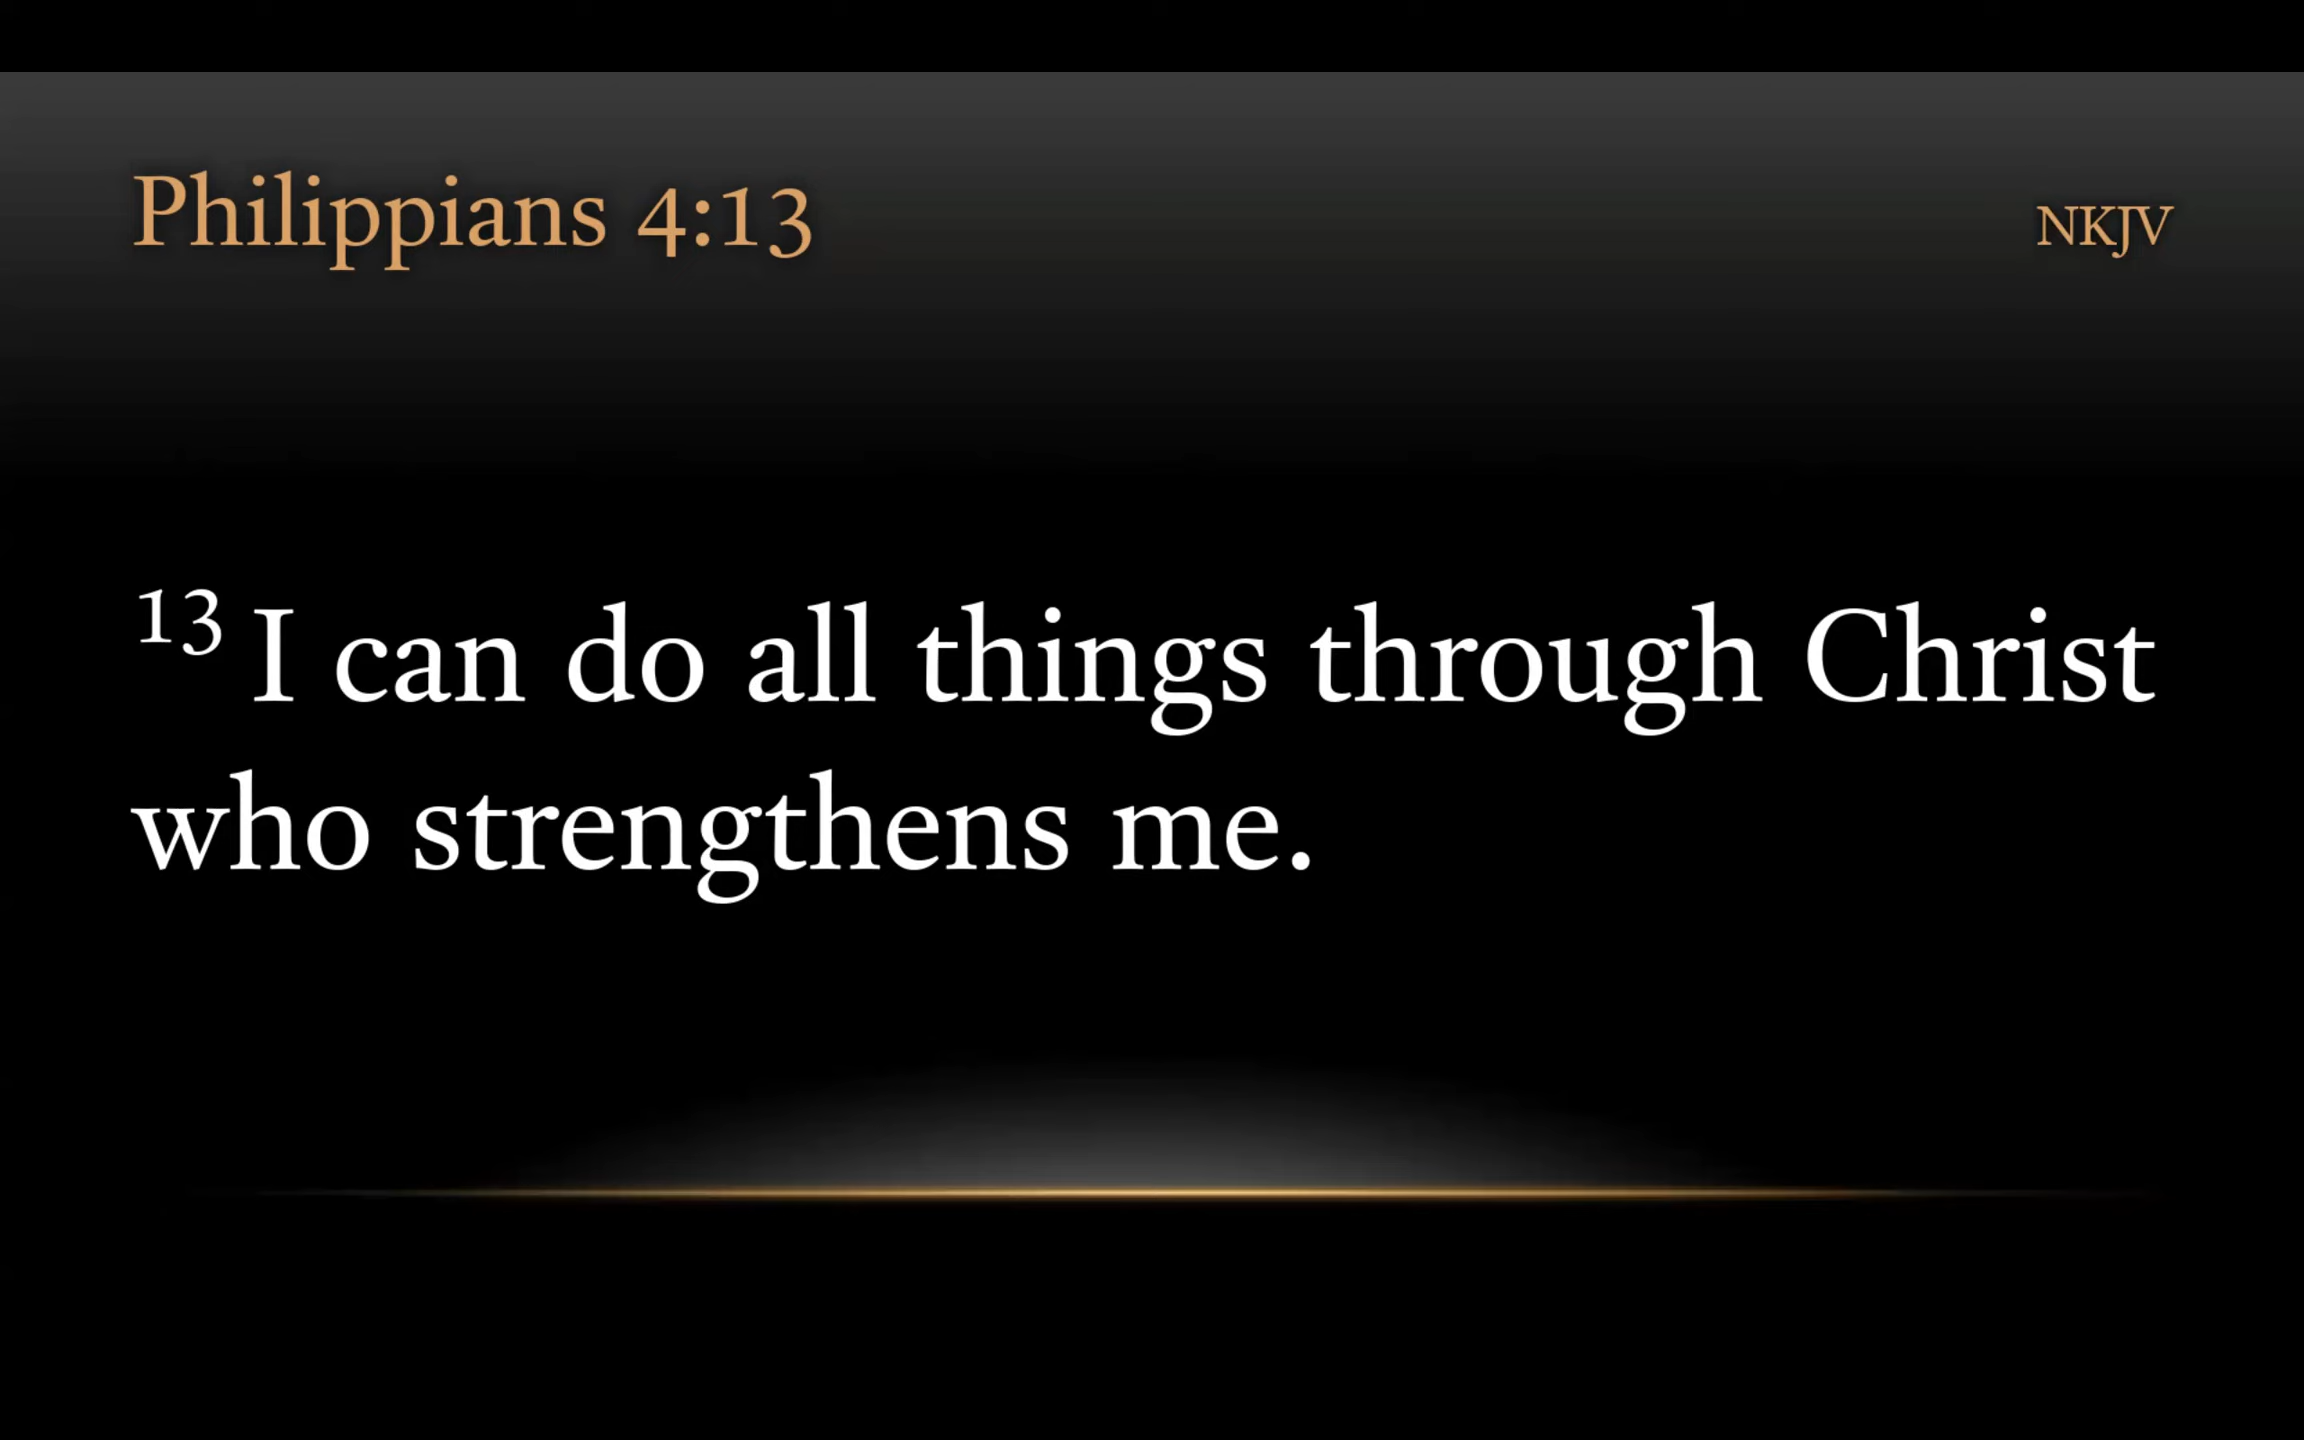 Philippians 4:13
NKJV
13 I can do all things through Christ
who strengthens me.